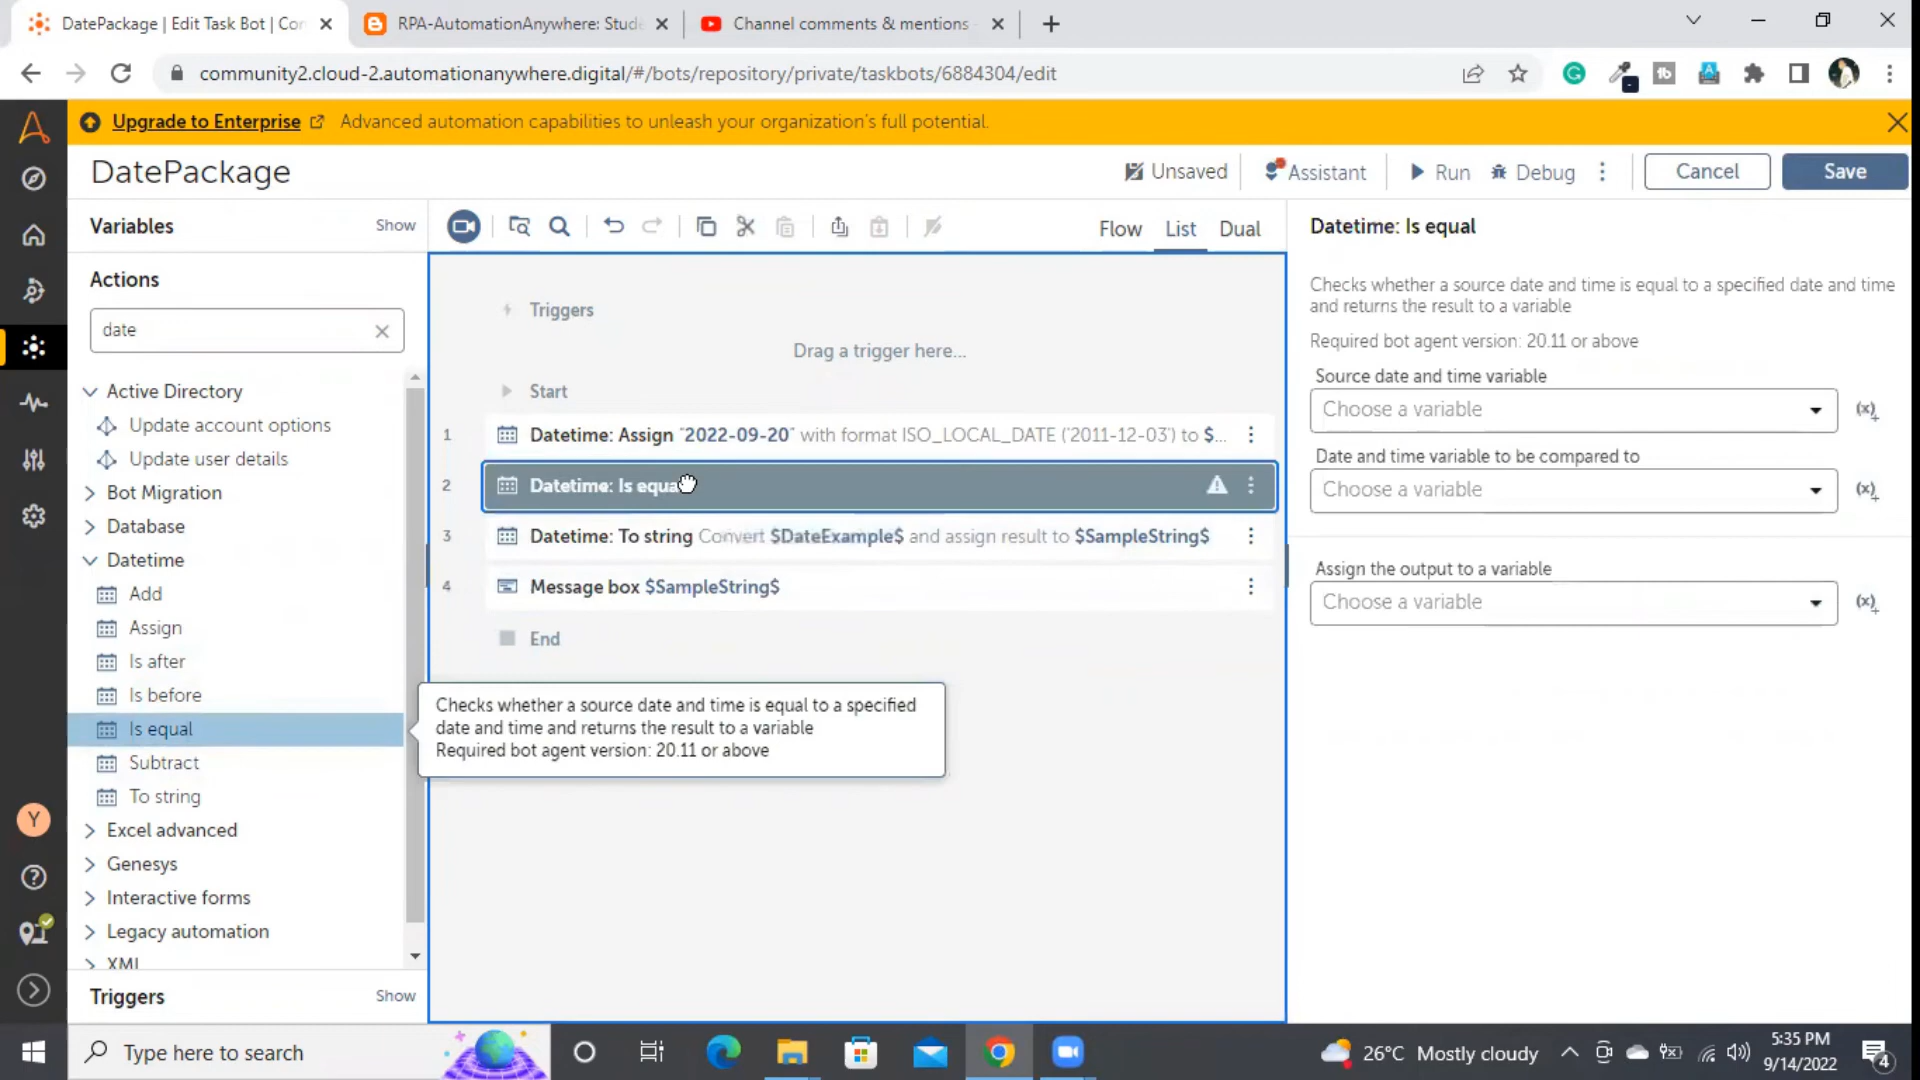 DatePackage | Edit Task Bot | Con
RPA-AutomationAnywhere: Stude
Channel comments & mentions -
community2.cloud-2.automationanywhere.digital/#/bots/repository/private/taskbots/6884304/edit
Upgrade to Enterprise Advanced automation capabilities to unleash your organization's full potential.
DatePackage
Unsaved Assistant Run Debug Cancel Save
Variables Show
Flow List Dual
Actions
date
Active Directory
Update account options
Update user details
Bot Migration
Database
Datetime
Add
Assign
Is after
Is before
Is equal
Subtract
To string
Excel advanced
Genesys
Interactive forms
Legacy automation
XML
Triggers Show
Triggers
Drag a trigger here...
Start
1 Datetime: Assign "2022-09-20" with format ISO_LOCAL_DATE ('2011-12-03') to $...
2 Datetime: Is equa
3 Datetime: To string Convert $DateExample$ and assign result to $SampleString$
4 Message box $SampleString$
End
Checks whether a source date and time is equal to a specified
date and time and returns the result to a variable
Required bot agent version: 20.11 or above
Datetime: Is equal
Checks whether a source date and time is equal to a specified date and time
and returns the result to a variable
Required bot agent version: 20.11 or above
Source date and time variable
Choose a variable
(x)+
Date and time variable to be compared to
Choose a variable
(x)+
Assign the output to a variable
Choose a variable
(x)+
Y
Type here to search
26°C Mostly cloudy
5:35 PM
9/14/2022
4